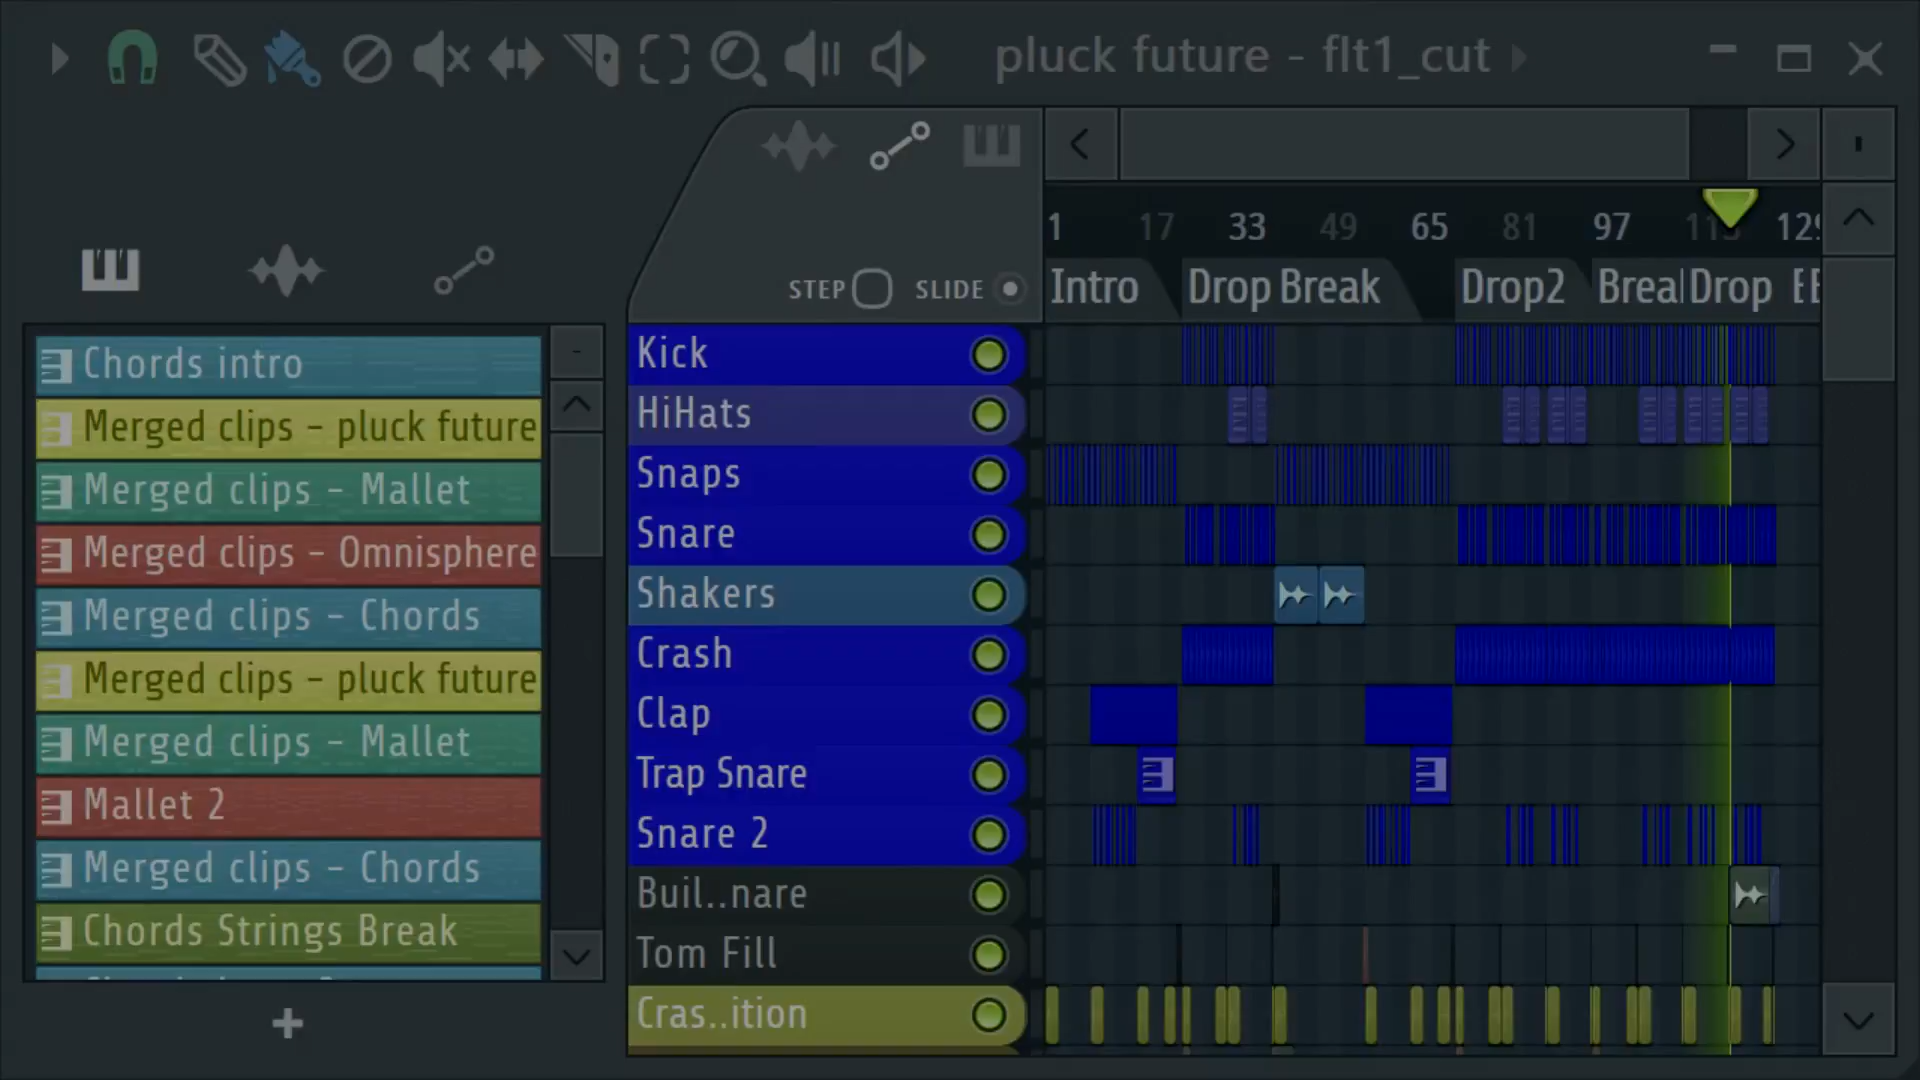 pluck future - flt1_cut
1 17 33 49 65 81 97
STEP SLIDE
Intro Drop Break Drop2 Drop
Chords intro
Merged clips - pluck future
Merged clips - Mallet
Merged clips - Omnisphere
Merged clips - Chords
Merged clips - pluck future
Merged clips - Mallet
Mallet 2
Merged clips - Chords
Chords Strings Break
Kick
HiHats
Snaps
Snare
Shakers
Crash
Clap
Trap Snare
Snare 2
Buil..nare
Tom Fill
Cras..ition